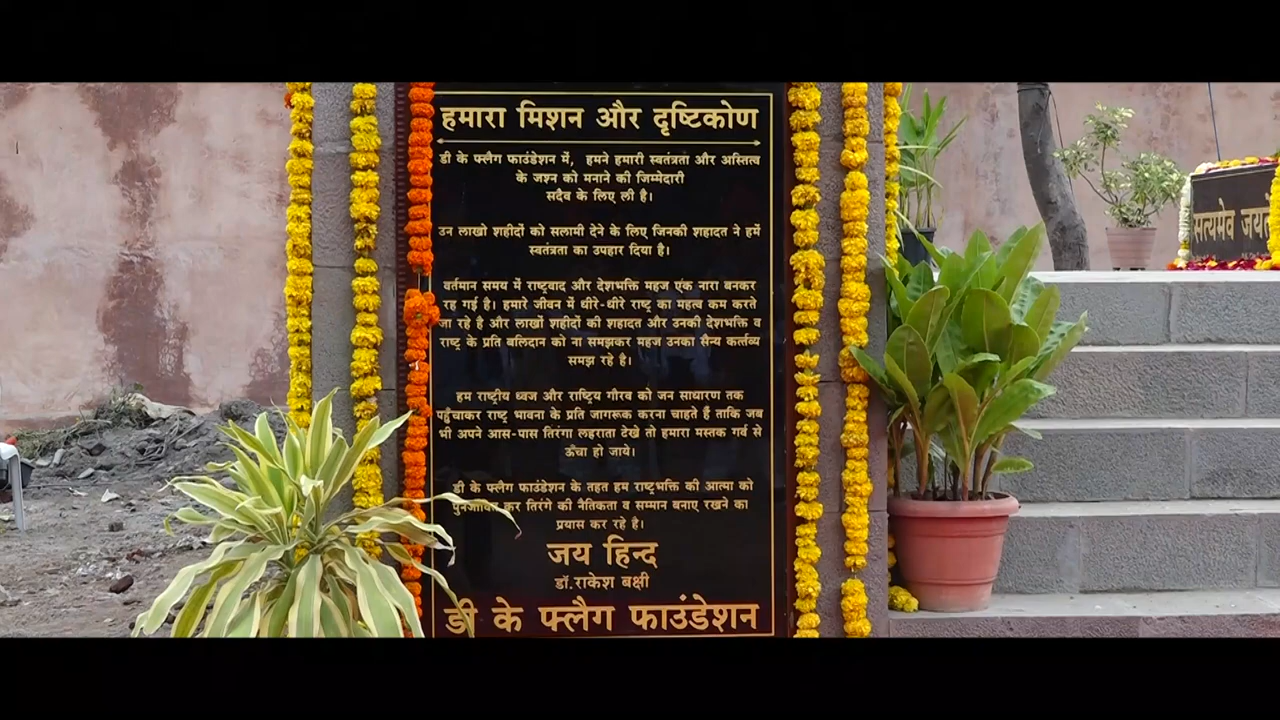 हमारा मिशन और दृष्टिकोण
डी के फ्लैग फाउंडेशन में, हमने हमारी स्वतंत्रता और अस्तित्व
के जश्न को मनाने की जिम्मेदारी
सदैव के लिए ली है।
उन लाखो शहीदों को सलामी देने के लिए जिनकी शहादत ने हमें
स्वतंत्रता का उपहार दिया है।
वर्तमान समय में राष्ट्रवाद और देशभक्ति महज एक नारा बनकर
रह गई है। हमारे जीवन में धीरे-धीरे राष्ट्र का महत्व कम करते
जा रहे है और लाखों शहीदों की शहादत और उनकी देशभक्ति व
राष्ट्र के प्रति बलिदान को ना समझकर महज उनका सैन्य कर्त्तव्य
समझ रहे है।
हम राष्ट्रीय ध्वज और राष्ट्रिय गौरव को जन साधारण तक
पहुँचाकर राष्ट्र भावना के प्रति जागरूक करना चाहते हैं ताकि जब
भी अपने आस-पास तिरंगा लहराता देखे तो हमारा मस्तक गर्व से
ऊँचा हो जाये।
डी के फ्लैग फाउंडेशन के तहत हम राष्ट्रभक्ति की आत्मा को
कर तिरंगे की नैतिकता व सम्मान बनाए रखने का
प्रयास कर रहे है।
जय हिन्द
डॉ.राकेश बक्षी
डी के फ्लैग फाउंडेशन
सत्यमेव